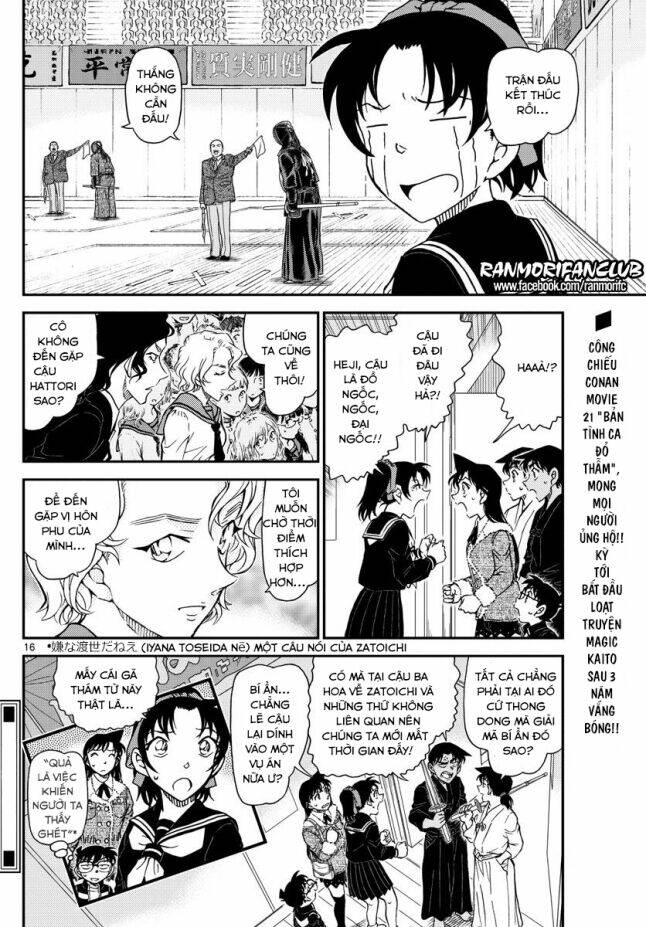 健剛実質
平常
THẮNG
KHÔNG
CẦN
ĐẤU!
TRẬN ĐẤU
KẾT THÚC
RỒI...
RANMORIFANCLUB
www.facebook.com/ranmorifc
HAAA!?
CẬU
ĐÃ ĐI
ĐÂU
VẬY
HẢ?!
HEJI, CẬU
LÀ ĐỒ
NGỐC,
NGỐC,
ĐẠI
NGỐC!!
CHÚNG
TA CŨNG
VỀ
THÔI!
CÔ
KHÔNG
ĐẾN GẶP
CẬU
HATTORI
SAO?
TÔI
MUỐN
CHỜ THỜI
ĐIỂM
THÍCH
HỢP
HƠN...
ĐỂ ĐẾN
GẶP VỊ HÔN
PHU CỦA
MÌNH...
CÔNG
CHIẾU
CONAN
MOVIE
21 "BẢN
TÌNH CA
ĐỎ
THẪM",
MONG
MỌI
NGƯỜI
ỦNG HỘ!!
KỲ
TỚI
BẮT ĐẦU
LOẠT
TRUYỆN
MAGIC
KAITO
SAU 3
NĂM
VẮNG
BÓNG!!
16
*嫌な渡世だねえ (IYANA TOSEIDA NĒ) MỘT CÂU NÓI CỦA ZATOICHI
TẤT CẢ CHẲNG
PHẢI TẠI AI ĐÓ
CỨ THONG
DONG MÀ GIẢI
MÃ BÍ ẨN ĐÓ
SAO?
CÓ MÀ TẠI CẬU BA
HOA VỀ ZATOICHI VÀ
NHỮNG THỨ KHÔNG
LIÊN QUAN NÊN
CHÚNG TA MỚI MẤT
THỜI GIAN ĐẤY!
BÍ ẨN...
CHẲNG
LẼ CẬU
LẠI DÍNH
VÀO MỘT
VỤ ÁN
NỮA Ư?
MẤY CÁI GÃ
THÁM TỬ NÀY
THẬT LÀ...
"QUẢ
LÀ VIỆC
KHIẾN
NGƯỜI TA
THẤY
GHÉT"*